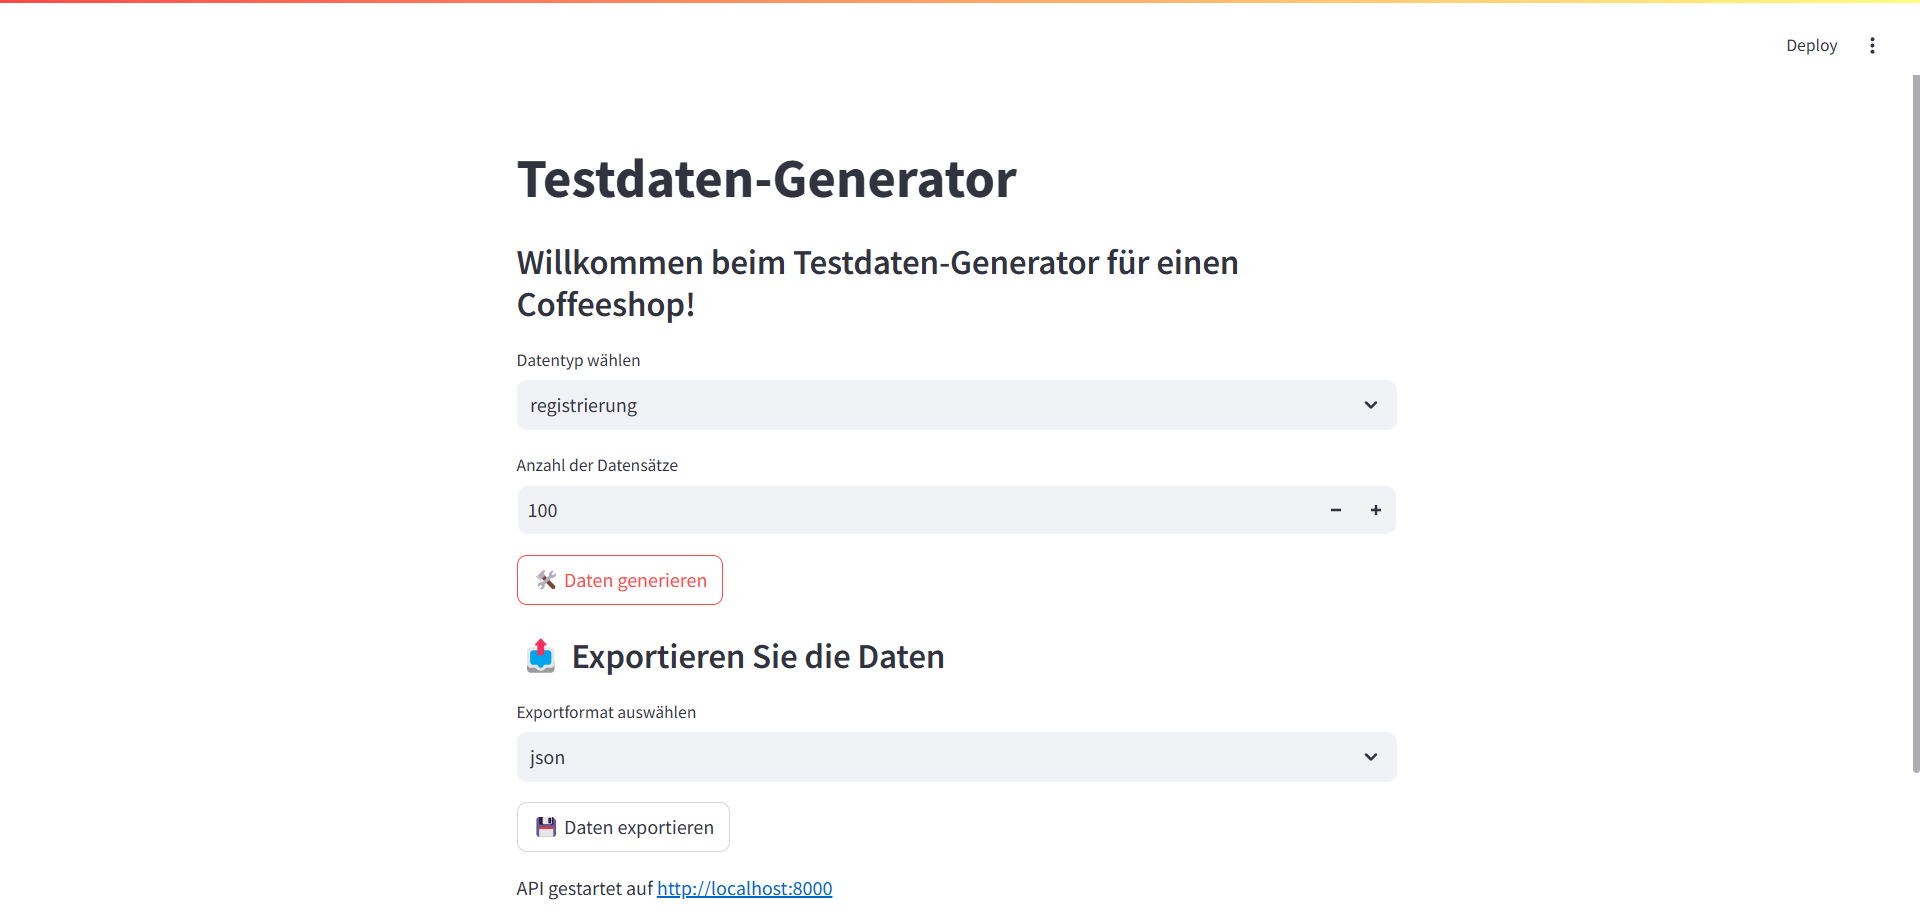 Deploy
Testdaten-Generator
Willkommen beim Testdaten-Generator für einen
Coffeeshop!
Datentyp wählen
registrierung
Anzahl der Datensätze
100
Daten generieren
Exportieren Sie die Daten
Exportformat auswählen
json
Daten exportieren
API gestartet auf http://localhost:8000